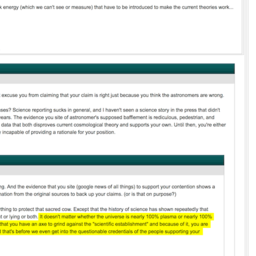 k energy (which we can't see or measure) that have to be introduced to make the current theories work...
excuse you from claiming that your claim is right just because you think the astronomers are wrong.
ses? Science reporting sucks in general, and I haven't seen a science story in the press that didn't
ears. The evidence you site of astronomer's supposed bafflement is rediculous, pedestrian, and
data that both disproves current cosmological theory and supports your own. Until then, you're either
incapable of providing a rationale for your position.
ng. And the evidence that you site (google news of all things) to support your contention shows a
nation from the original sources to back up your claims. (or is that on purpose?)
ything to protect that sacred cow. Except that the history of science has shown repeatedly that
t or lying or both. It doesn't matter whether the universe is nearly 100% plasma or nearly 100%
that you have an axe to grind against the "scientific establishment" and because of it, you are
d that's before we even get into the questionable credentials of the people supporting your